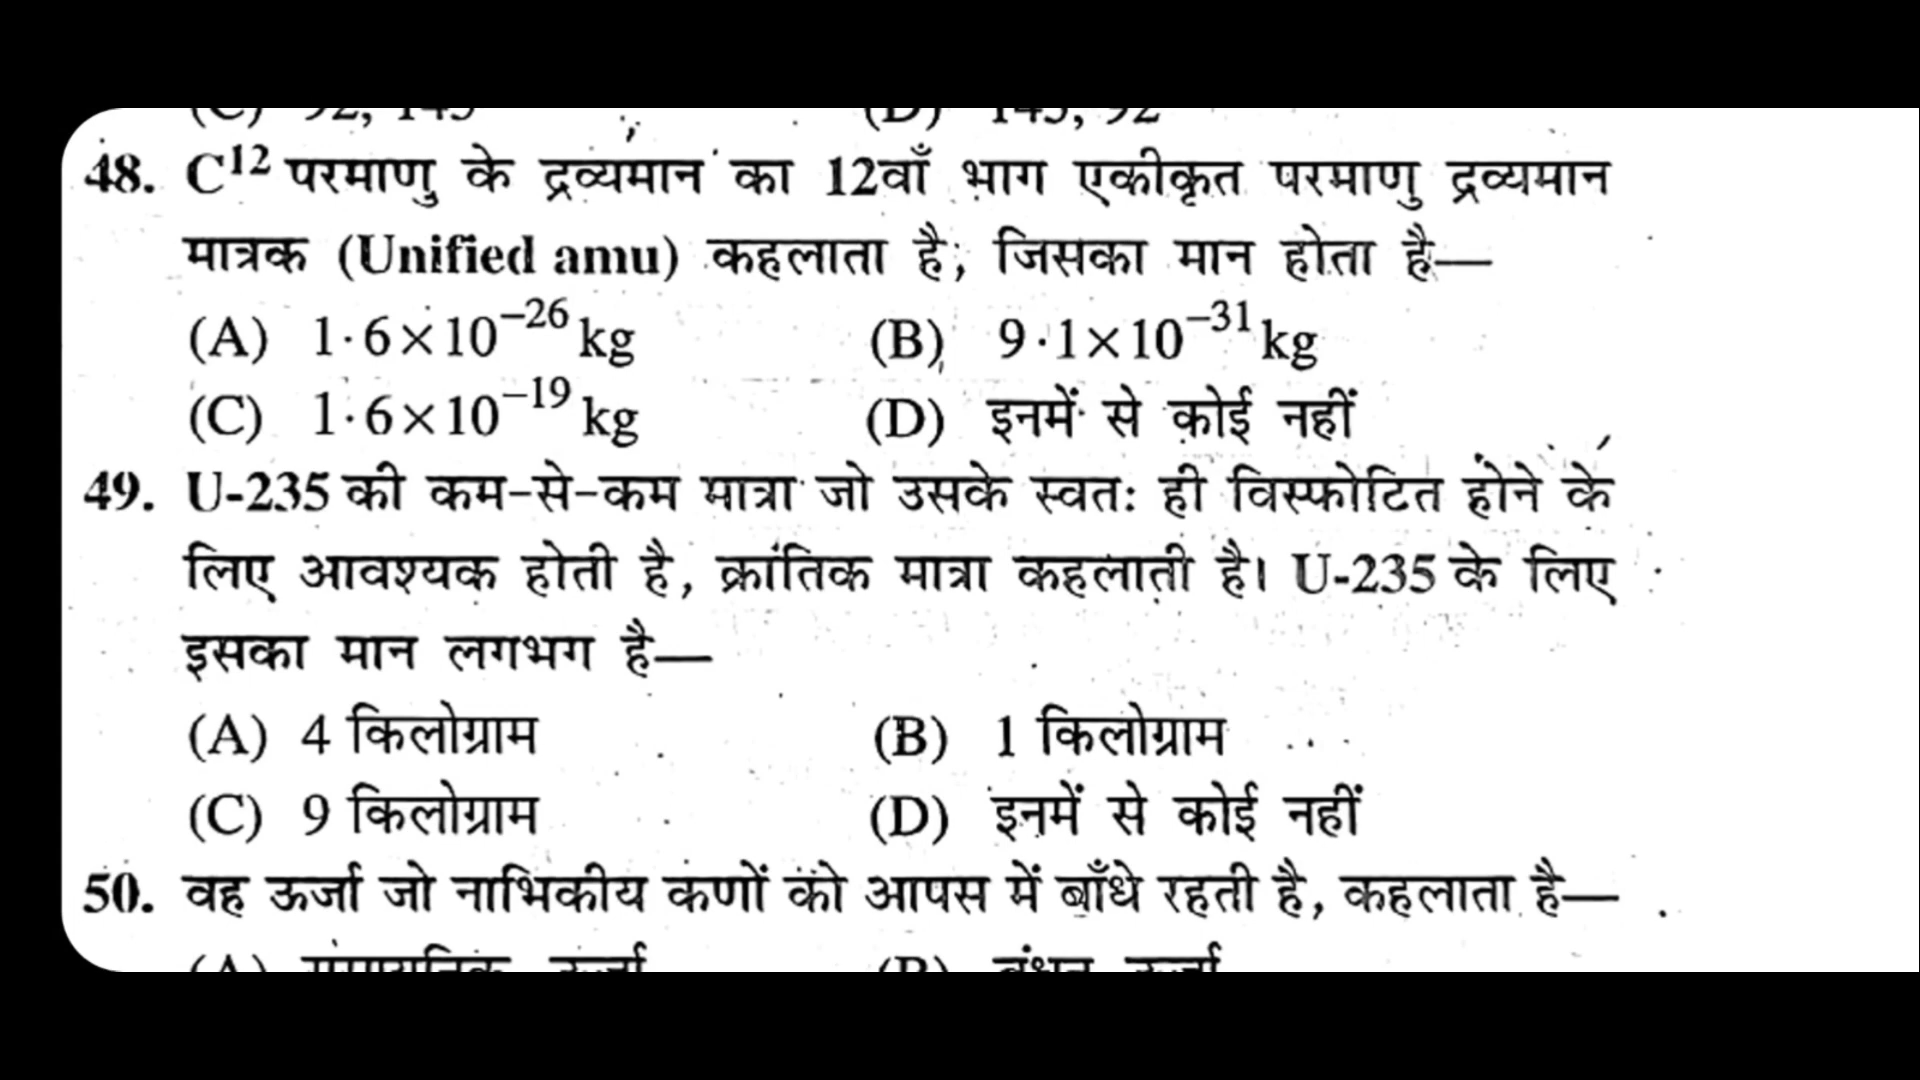 48. C¹² परमाणु के द्रव्यमान का 12वाँ भाग एकीकृत परमाणु द्रव्यमान
मात्रक (Unified amu) कहलाता है; जिसका मान होता है—
(A) 1·6×10⁻²⁶ kg (B) 9·1×10⁻³¹ kg
(C) 1·6×10⁻¹⁹ kg (D) इनमें से कोई नहीं
49. U-235 की कम-से-कम मात्रा जो उसके स्वतः ही विस्फोटित होने के
लिए आवश्यक होती है, क्रांतिक मात्रा कहलाती है। U-235 के लिए
इसका मान लगभग है—
(A) 4 किलोग्राम (B) 1 किलोग्राम
(C) 9 किलोग्राम (D) इनमें से कोई नहीं
50. वह ऊर्जा जो नाभिकीय कणों को आपस में बाँधे रहती है, कहलाता है—